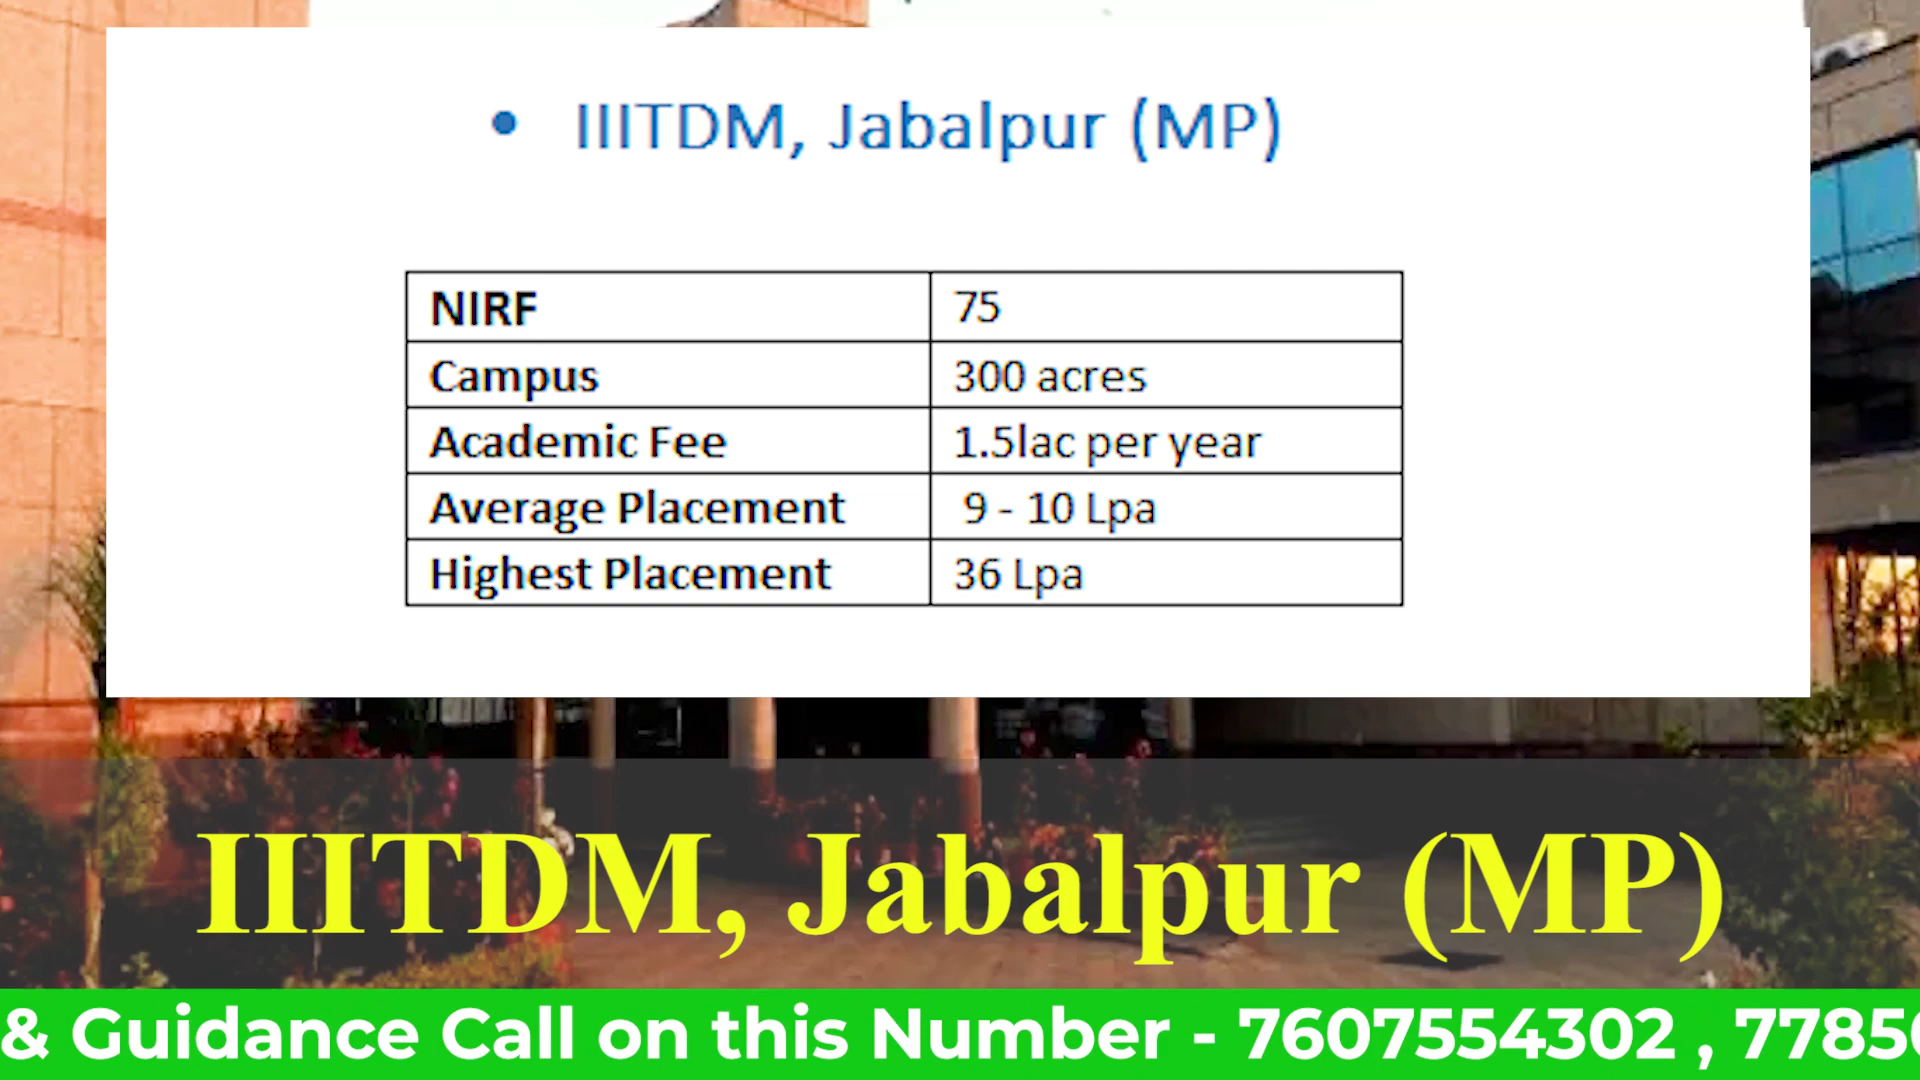 • IIITDM, Jabalpur (MP)
NIRF 75
Campus 300 acres
Academic Fee 1.5lac per year
Average Placement 9 - 10 Lpa
Highest Placement 36 Lpa
IIITDM, Jabalpur (MP)
& Guidance Call on this Number - 7607554302 ,